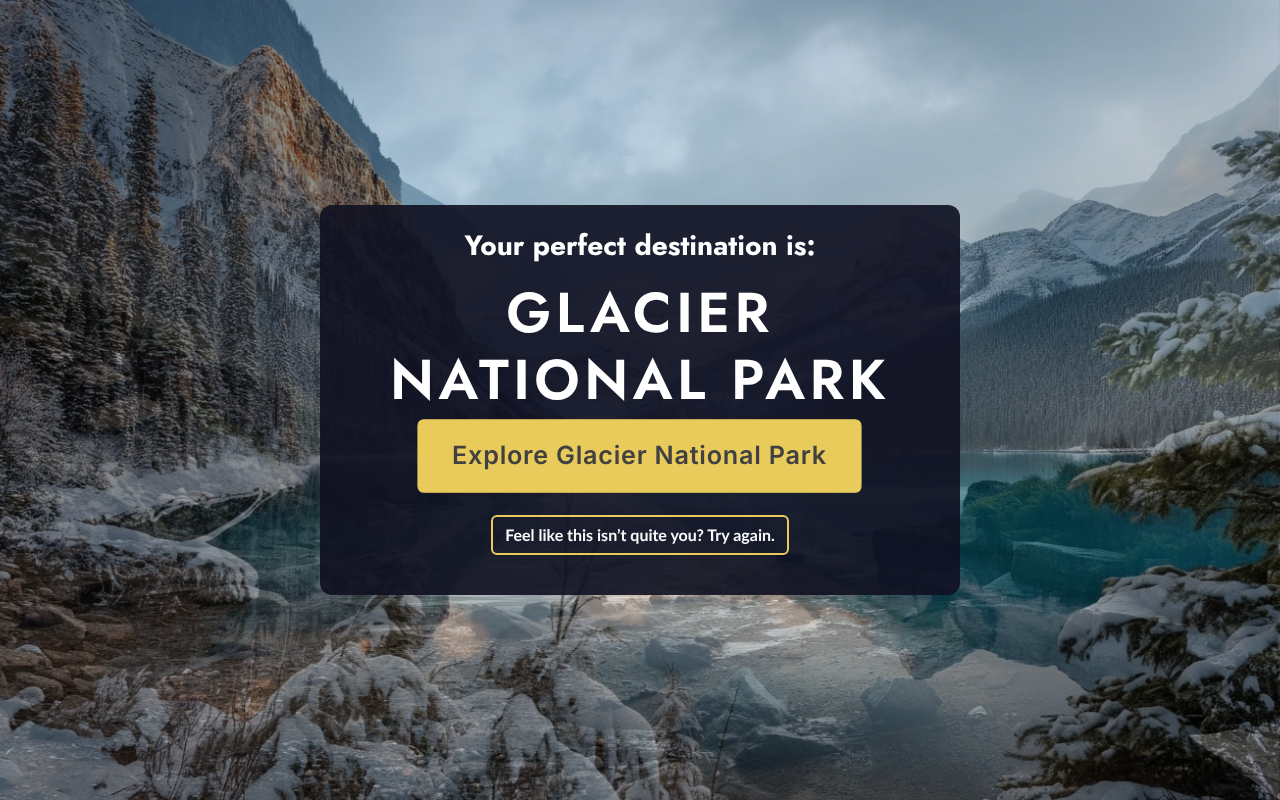 Your perfect destination is:
GLACIER
NATIONAL PARK
Explore Glacier National Park
Feel like this isn't quite you? Try again.